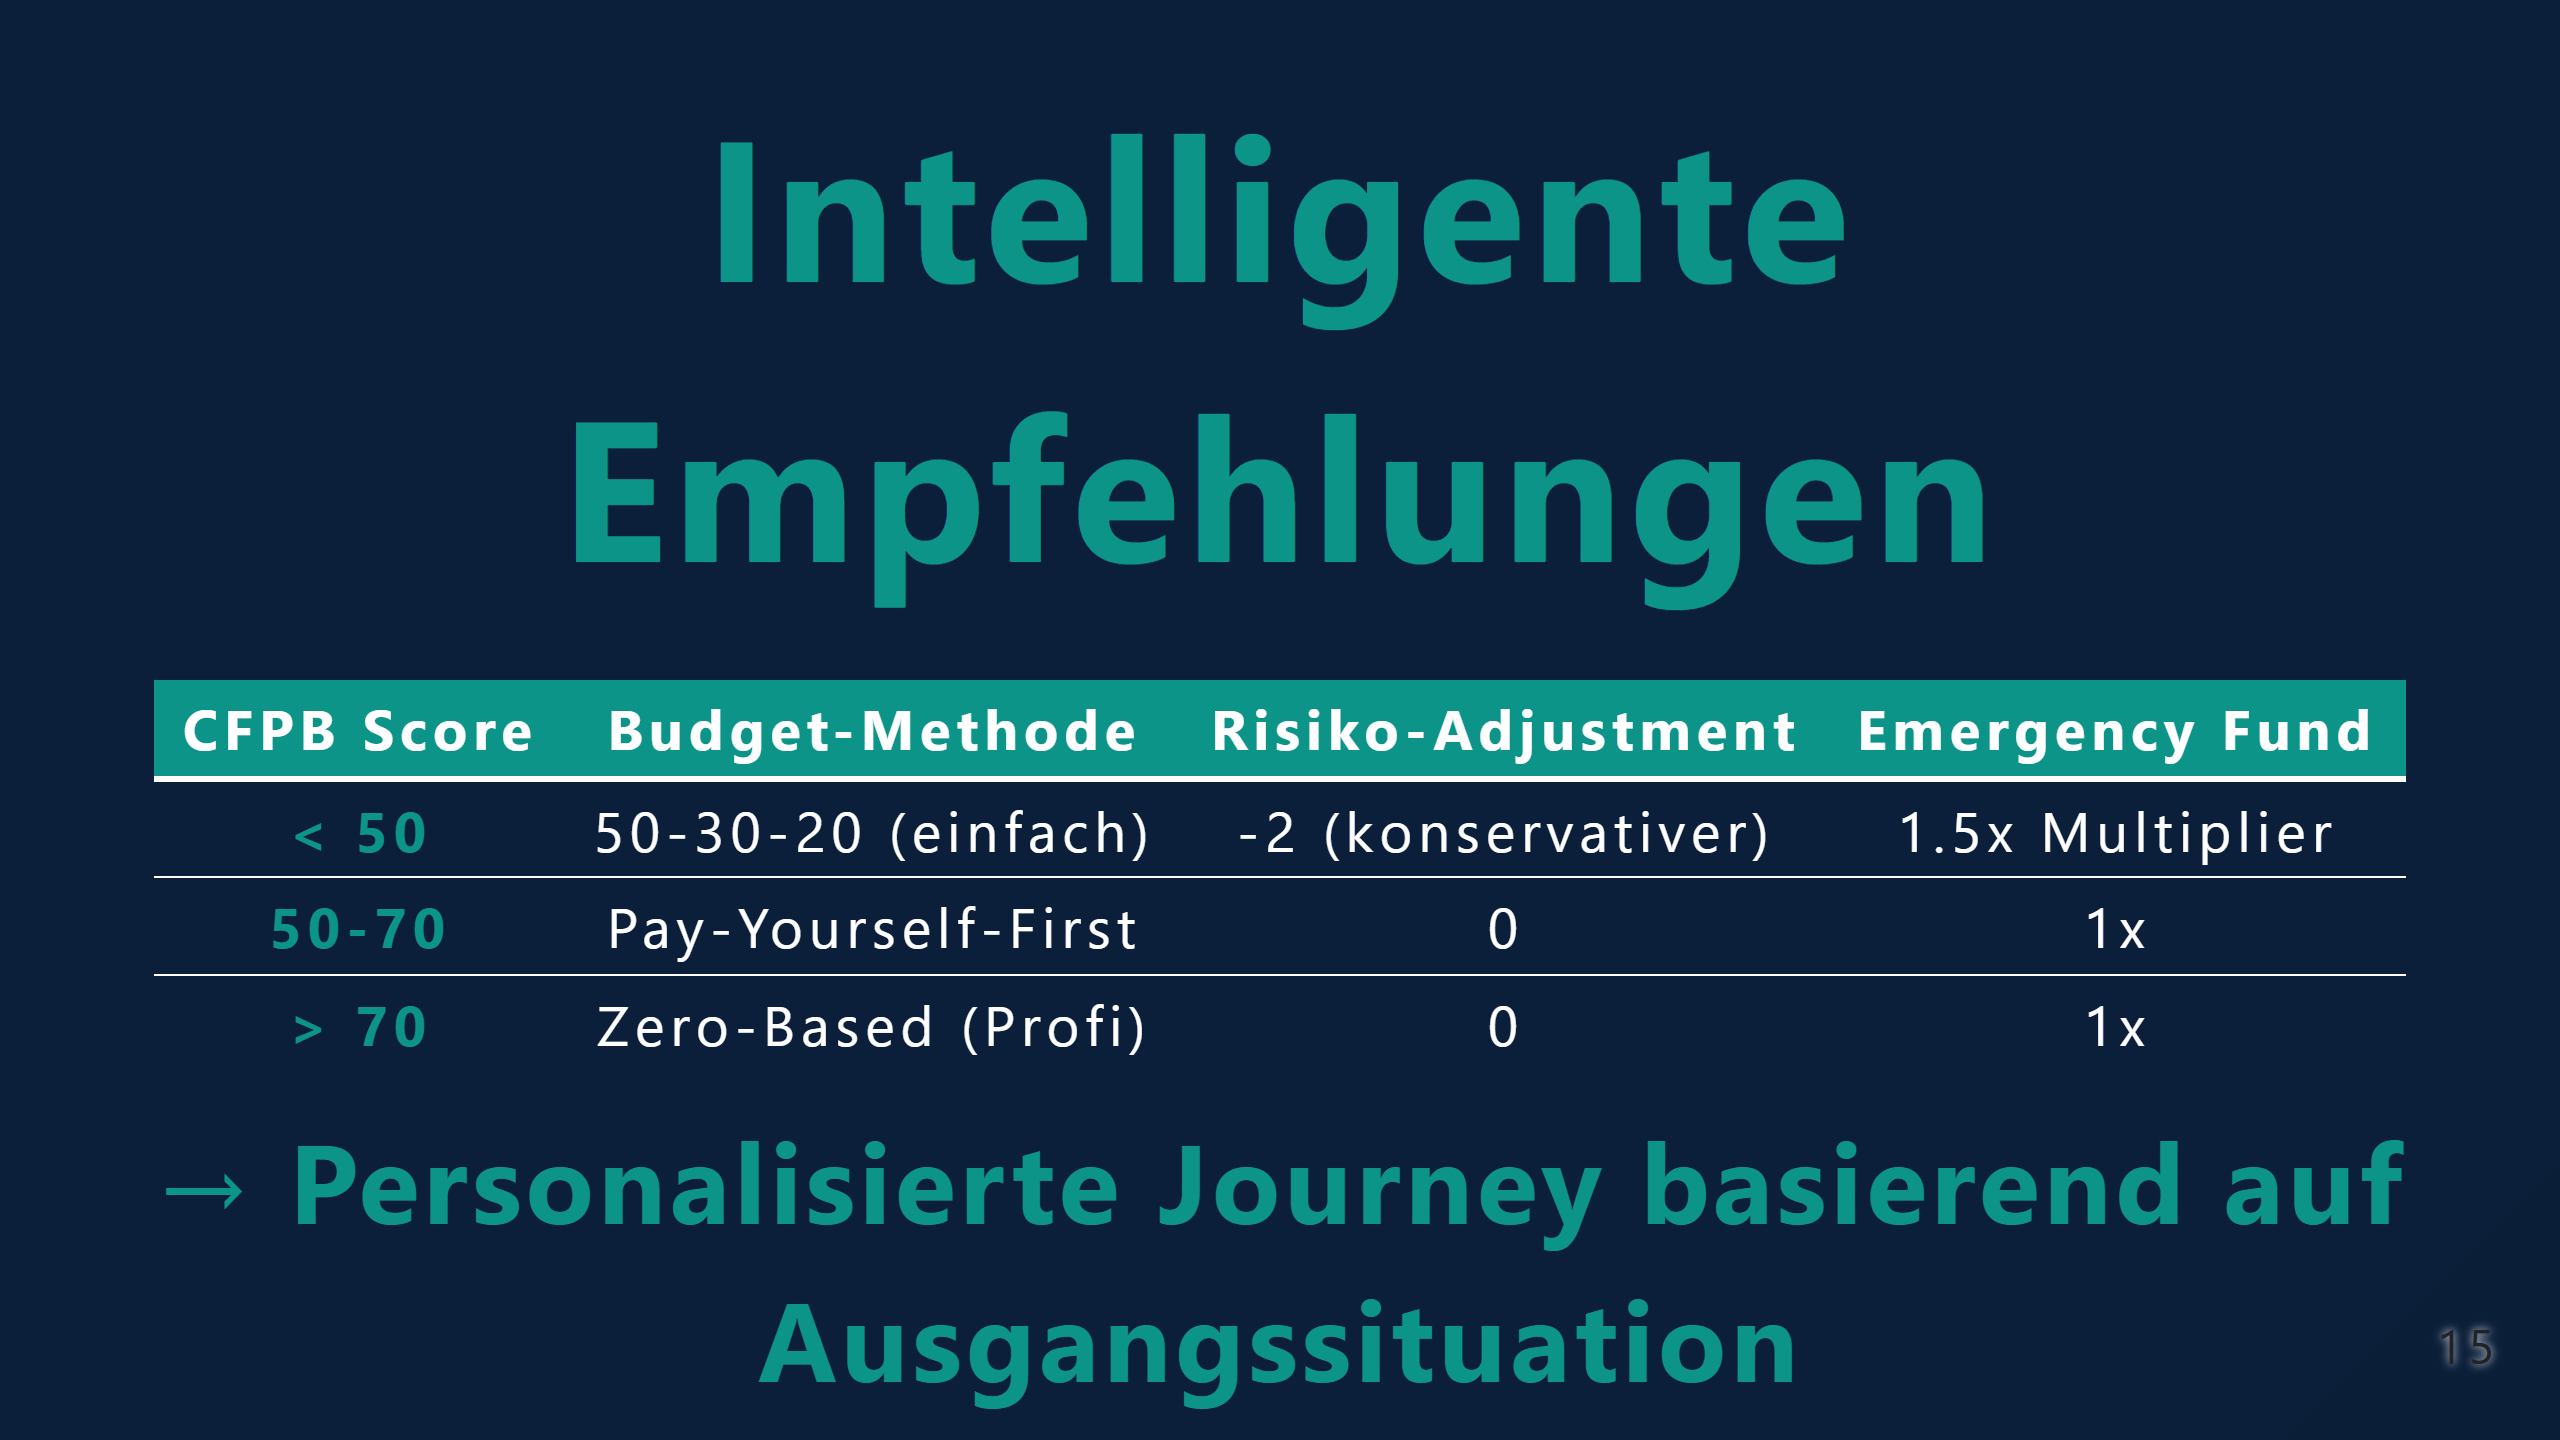 Intelligente
Empfehlungen
CFPB Score Budget-Methode Risiko-Adjustment Emergency Fund
< 50 50-30-20 (einfach) -2 (konservativer) 1.5x Multiplier
50-70 Pay-Yourself-First 0 1x
> 70 Zero-Based (Profi) 0 1x
→ Personalisierte Journey basierend auf
Ausgangssituation
15